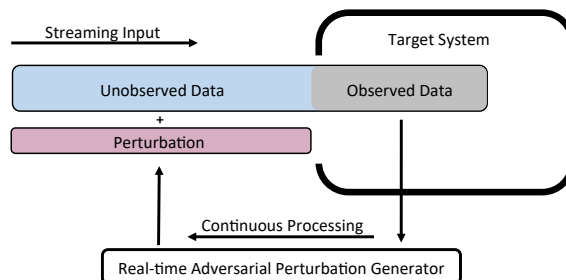 Streaming Input
Target System
Unobserved Data
Observed Data
+
Perturbation
Continuous Processing
Real-time Adversarial Perturbation Generator